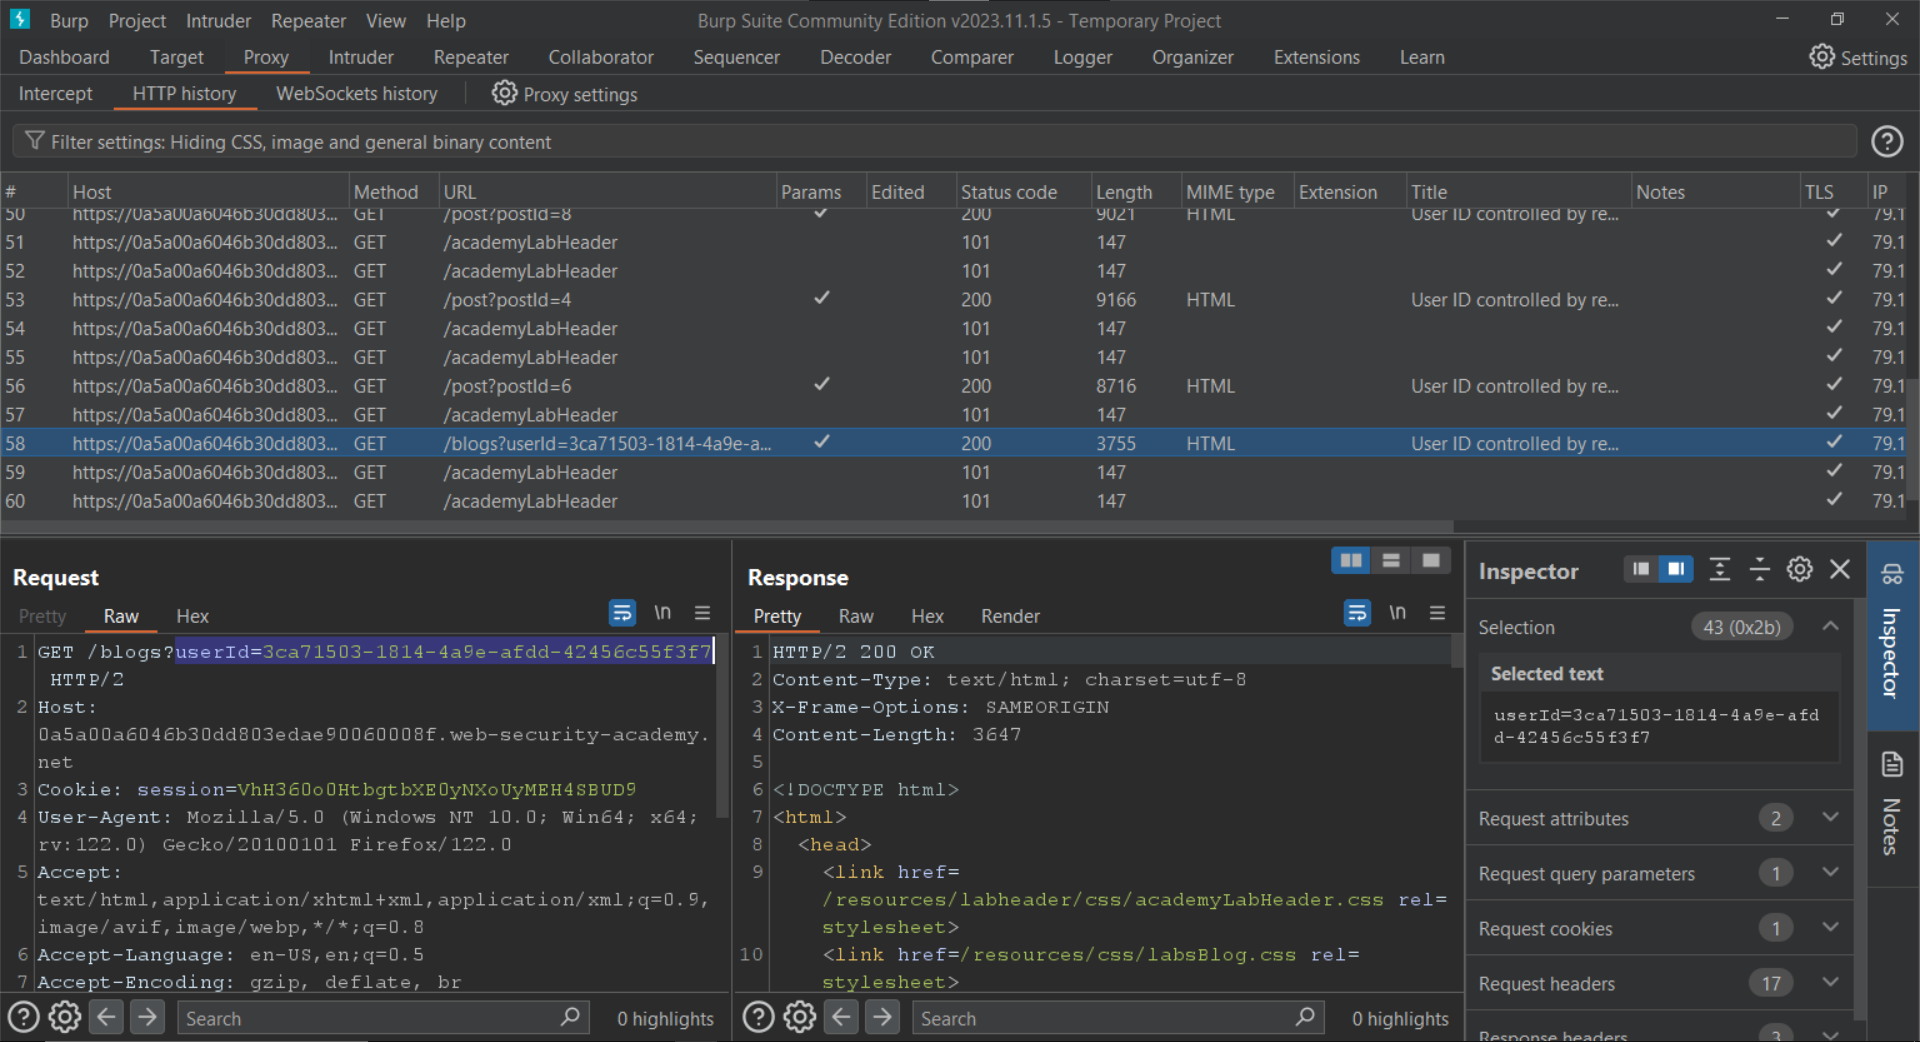 Burp Project Intruder Repeater View Help Burp Suite Community Edition v2023.11.1.5 - Temporary Project
Dashboard Target Proxy Intruder Repeater Collaborator Sequencer Decoder Comparer Logger Organizer Extensions Learn Settings
Intercept HTTP history WebSockets history Proxy settings
Filter settings: Hiding CSS, image and general binary content
# Host Method URL Params Edited Status code Length MIME type Extension Title Notes TLS IP
50 https://0a5a00a6046b30dd803... GET /post?postId=8 ✓ 200 9021 HTML User ID controlled by re... ✓ 79.1
51 https://0a5a00a6046b30dd803... GET /academyLabHeader 101 147 ✓ 79.1
52 https://0a5a00a6046b30dd803... GET /academyLabHeader 101 147 ✓ 79.1
53 https://0a5a00a6046b30dd803... GET /post?postId=4 ✓ 200 9166 HTML User ID controlled by re... ✓ 79.1
54 https://0a5a00a6046b30dd803... GET /academyLabHeader 101 147 ✓ 79.1
55 https://0a5a00a6046b30dd803... GET /academyLabHeader 101 147 ✓ 79.1
56 https://0a5a00a6046b30dd803... GET /post?postId=6 ✓ 200 8716 HTML User ID controlled by re... ✓ 79.1
57 https://0a5a00a6046b30dd803... GET /academyLabHeader 101 147 ✓ 79.1
58 https://0a5a00a6046b30dd803... GET /blogs?userId=3ca71503-1814-4a9e-a... ✓ 200 3755 HTML User ID controlled by re... ✓ 79.1
59 https://0a5a00a6046b30dd803... GET /academyLabHeader 101 147 ✓ 79.1
60 https://0a5a00a6046b30dd803... GET /academyLabHeader 101 147 ✓ 79.1
Request
Pretty Raw Hex \n
1 GET /blogs?userId=3ca71503-1814-4a9e-afdd-42456c55f3f7
HTTP/2
2 Host:
0a5a00a6046b30dd803edae90060008f.web-security-academy.
net
3 Cookie: session=VhH360o0HtbgtbXE0yNXoUyMEH4SBUD9
4 User-Agent: Mozilla/5.0 (Windows NT 10.0; Win64; x64;
rv:122.0) Gecko/20100101 Firefox/122.0
5 Accept:
text/html,application/xhtml+xml,application/xml;q=0.9,
image/avif,image/webp,*/*;q=0.8
6 Accept-Language: en-US,en;q=0.5
7 Accept-Encoding: gzip, deflate, br
Search 0 highlights
Response
Pretty Raw Hex Render \n
1 HTTP/2 200 OK
2 Content-Type: text/html; charset=utf-8
3 X-Frame-Options: SAMEORIGIN
4 Content-Length: 3647
5
6 <!DOCTYPE html>
7 <html>
8 <head>
9 <link href=
/resources/labheader/css/academyLabHeader.css rel=
stylesheet>
10 <link href=/resources/css/labsBlog.css rel=
stylesheet>
Search 0 highlights
Inspector
Selection 43 (0x2b)
Selected text
userId=3ca71503-1814-4a9e-afd
d-42456c55f3f7
Request attributes 2
Request query parameters 1
Request cookies 1
Request headers 17
Response headers 3
Inspector
Notes